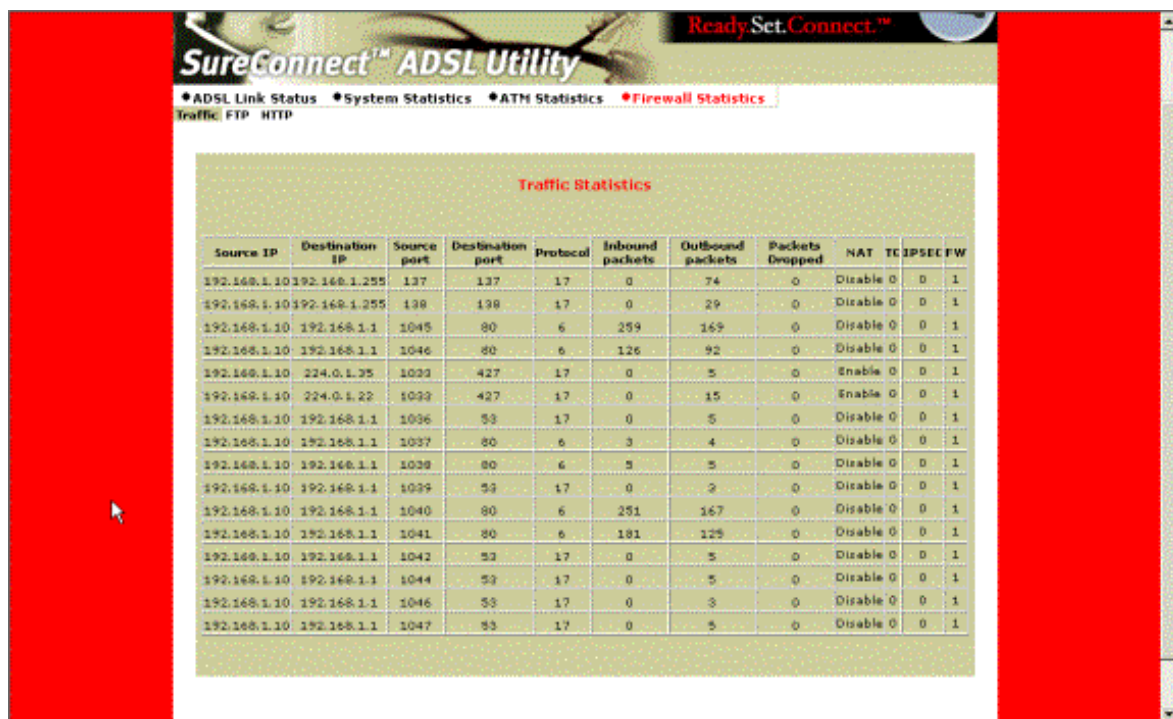 Ready.Set.Connect.™
SureConnect™ ADSL Utility
ADSL Link Status System Statistics ATM Statistics Firewall Statistics
Traffic FTP HTTP
Traffic Statistics
Source IP Destination IP Source port Destination port Protocol Inbound packets Outbound packets Packets Dropped NAT TC IPSEC FW
192.168.1.10 192.168.1.255 137 137 17 0 74 0 Disable 0 0 1
192.168.1.10 192.168.1.255 138 138 17 0 29 0 Disable 0 0 1
192.168.1.10 192.168.1.1 1045 80 6 259 169 0 Disable 0 0 1
192.168.1.10 192.168.1.1 1046 80 6 126 92 0 Disable 0 0 1
192.168.1.10 224.0.1.35 1033 427 17 0 5 0 Enable 0 0 1
192.168.1.10 224.0.1.22 1033 427 17 0 15 0 Enable 0 0 1
192.168.1.10 192.168.1.1 1036 53 17 0 5 0 Disable 0 0 1
192.168.1.10 192.168.1.1 1037 80 6 3 4 0 Disable 0 0 1
192.168.1.10 192.168.1.1 1038 80 6 5 5 0 Disable 0 0 1
192.168.1.10 192.168.1.1 1039 53 17 0 3 0 Disable 0 0 1
192.168.1.10 192.168.1.1 1040 80 6 251 167 0 Disable 0 0 1
192.168.1.10 192.168.1.1 1041 80 6 181 125 0 Disable 0 0 1
192.168.1.10 192.168.1.1 1042 53 17 0 5 0 Disable 0 0 1
192.168.1.10 192.168.1.1 1044 53 17 0 5 0 Disable 0 0 1
192.168.1.10 192.168.1.1 1046 53 17 0 3 0 Disable 0 0 1
192.168.1.10 192.168.1.1 1047 53 17 0 5 0 Disable 0 0 1